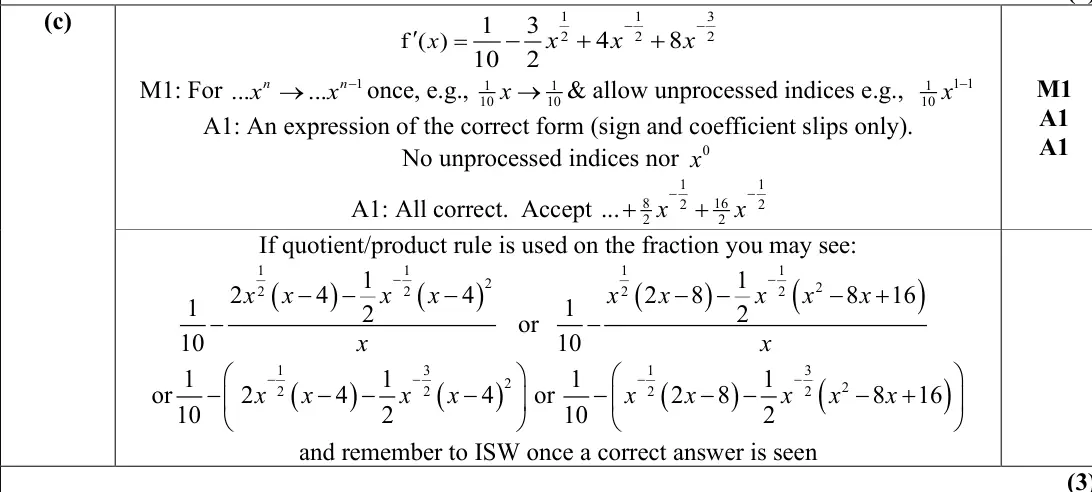 (c)
f′(x) = 1/10 − 3/2 x^(1/2) + 4x^(−1/2) + 8x^(−3/2)
M1: For ...xⁿ → ...xⁿ⁻¹ once, e.g., 1/10 x → 1/10 & allow unprocessed indices e.g., 1/10 x^(1−1)
A1: An expression of the correct form (sign and coefficient slips only).
No unprocessed indices nor x⁰
A1: All correct. Accept ... + 8/2 x^(−1/2) + 16/2 x^(−1/2)
M1
A1
A1
If quotient/product rule is used on the fraction you may see:
1/10 − (2x^(1/2)(x−4) − 1/2 x^(−1/2)(x−4)²)/x or 1/10 − (x^(1/2)(2x−8) − 1/2 x^(−1/2)(x²−8x+16))/x
or 1/10 − (2x^(−1/2)(x−4) − 1/2 x^(−3/2)(x−4)²) or 1/10 − (x^(−1/2)(2x−8) − 1/2 x^(−3/2)(x²−8x+16))
and remember to ISW once a correct answer is seen
(3)